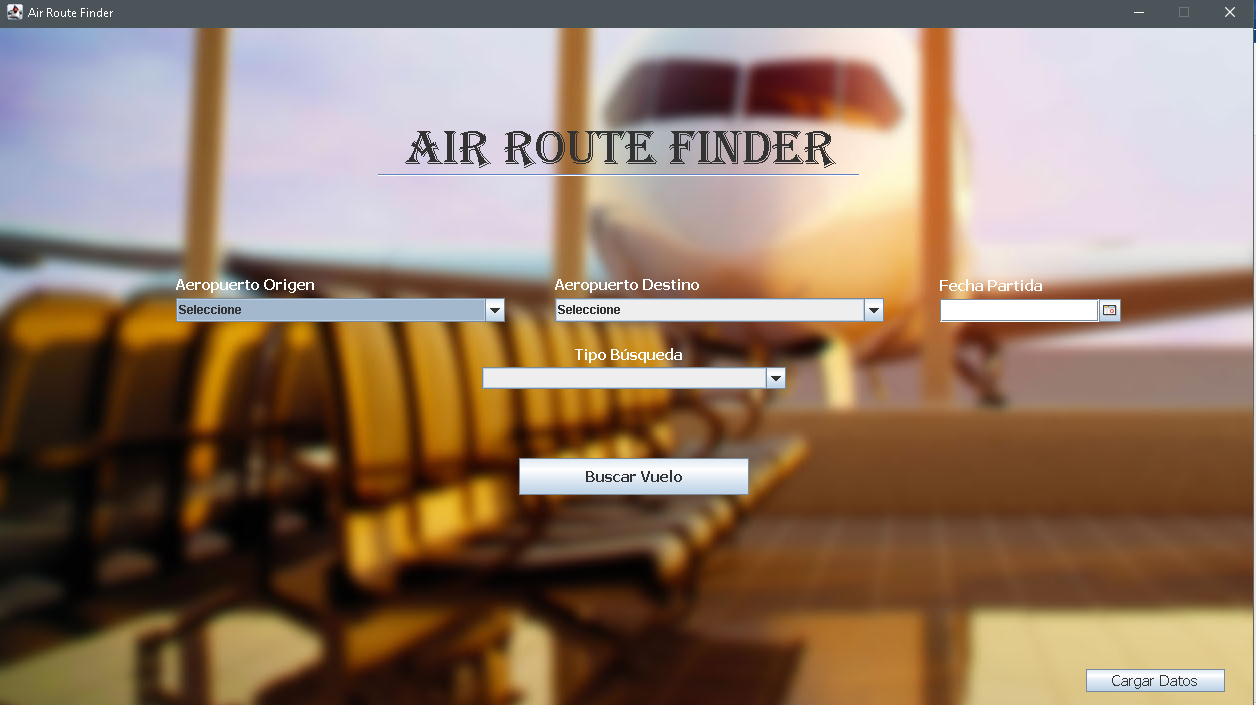 Air Route Finder
AIR ROUTE FINDER
Aeropuerto Origen
Aeropuerto Destino
Fecha Partida
Seleccione
Seleccione
Tipo Búsqueda
Buscar Vuelo
Cargar Datos